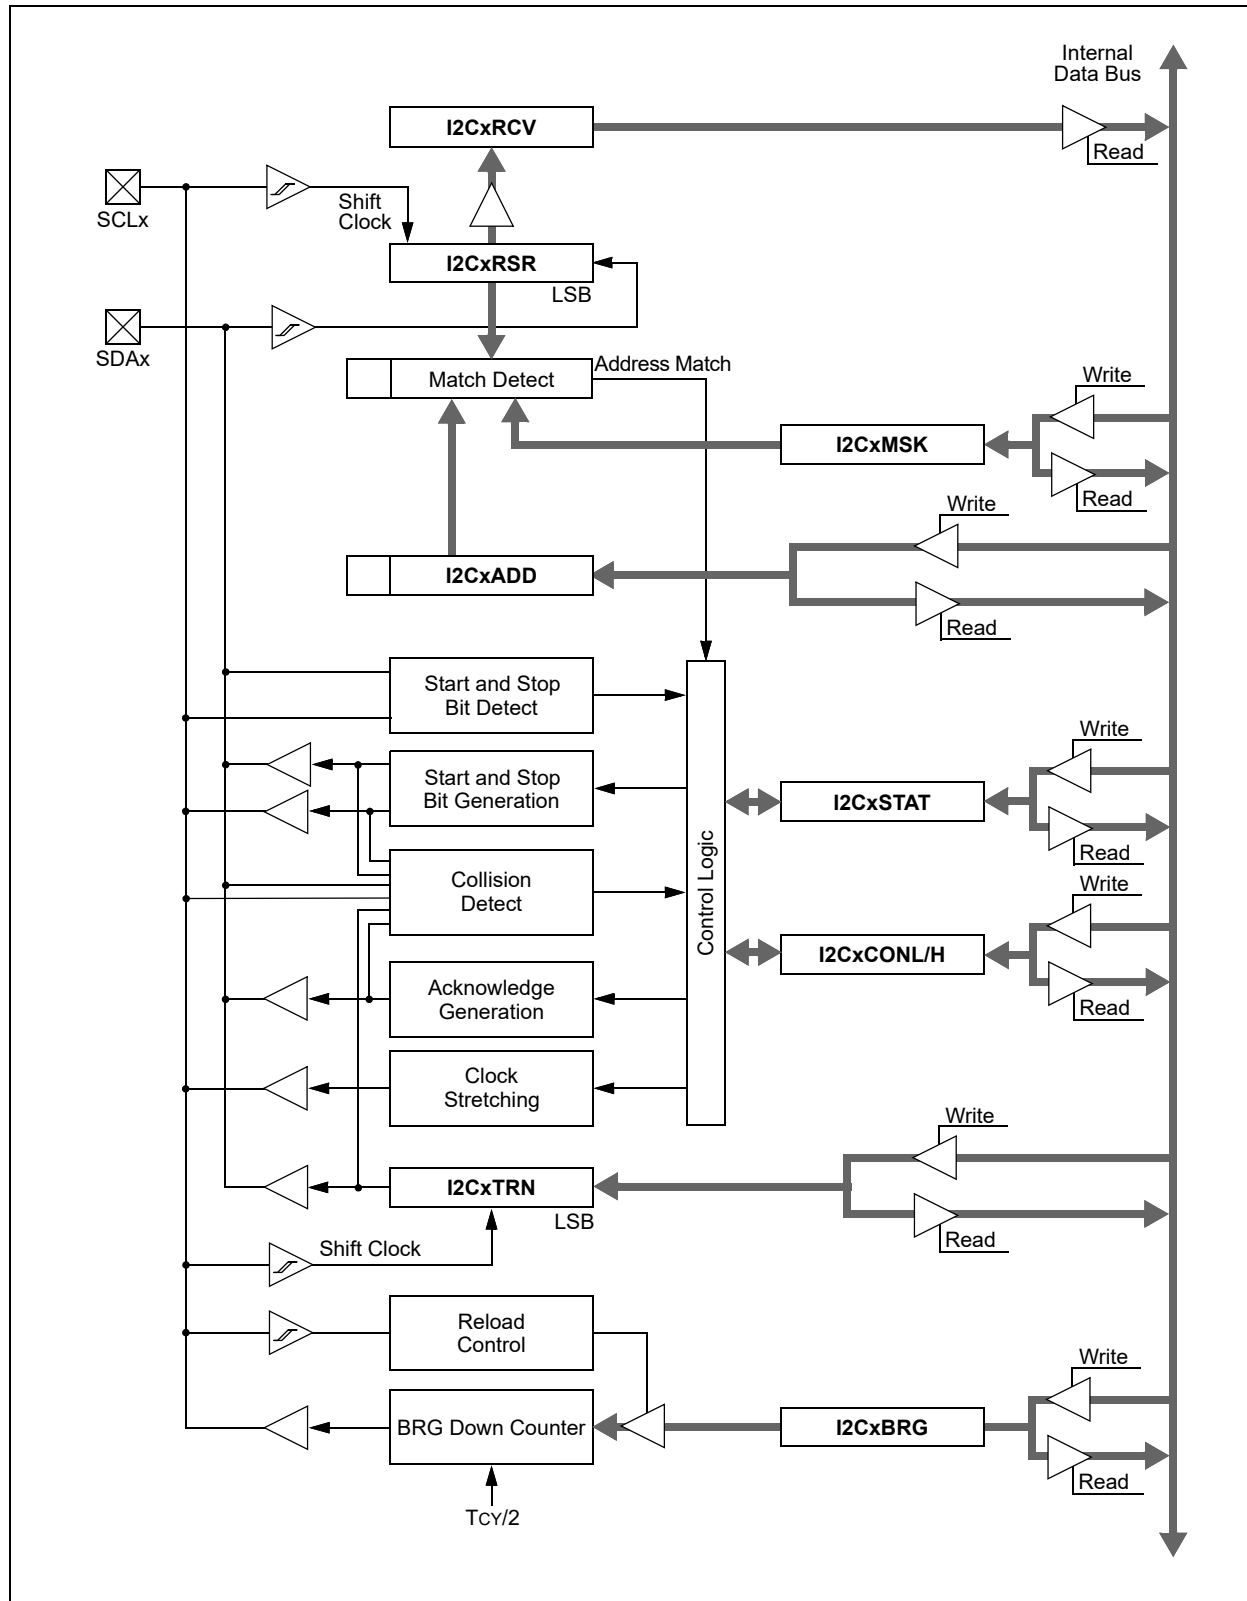 Internal
Data Bus
I2CxRCV
Read
SCLx
Shift
Clock
I2CxRSR
LSB
SDAx
Match Detect
Address Match
Write
I2CxMSK
Read
Write
I2CxADD
Read
Start and Stop
Bit Detect
Write
Start and Stop
Bit Generation
I2CxSTAT
Read
Control Logic
Collision
Detect
Write
I2CxCONL/H
Read
Acknowledge
Generation
Clock
Stretching
Write
I2CxTRN
LSB
Read
Shift Clock
Reload
Control
Write
BRG Down Counter
I2CxBRG
Read
TCY/2